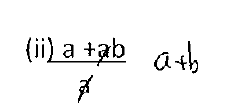 (ii) a +ab a+b
a